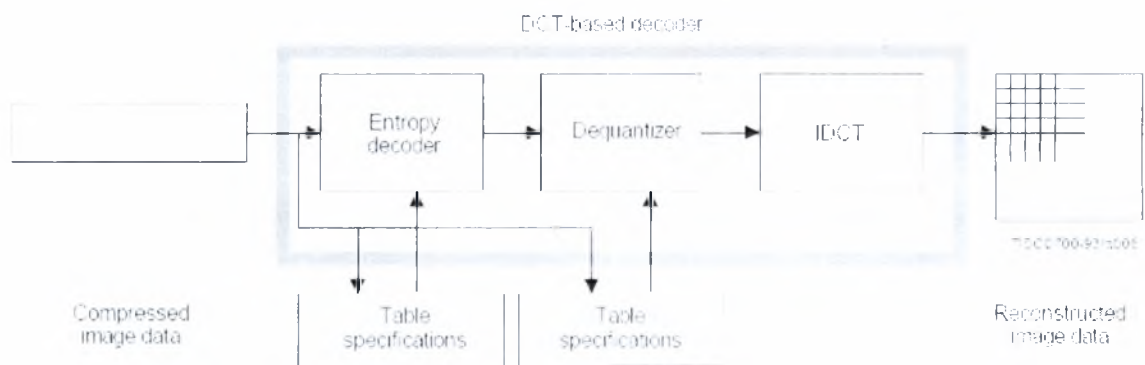 DCT-based decoder
Entropy
decoder
Dequantizer
IDCT
Compressed
image data
Table
specifications
Table
specifications
Reconstructed
image data